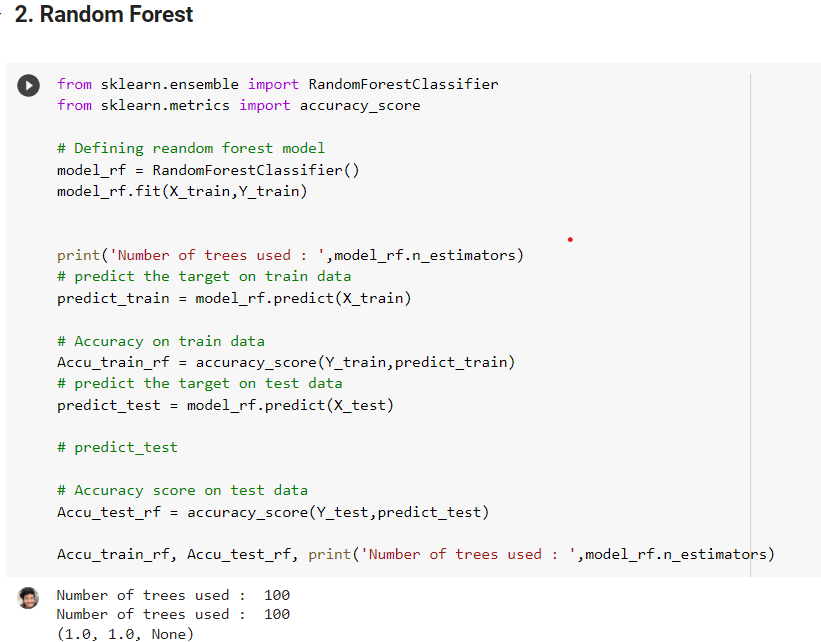 2. Random Forest
from sklearn.ensemble import RandomForestClassifier
from sklearn.metrics import accuracy_score
# Defining reandom forest model
model_rf = RandomForestClassifier()
model_rf.fit(X_train,Y_train)
print('Number of trees used : ',model_rf.n_estimators)
# predict the target on train data
predict_train = model_rf.predict(X_train)
# Accuracy on train data
Accu_train_rf = accuracy_score(Y_train,predict_train)
# predict the target on test data
predict_test = model_rf.predict(X_test)
# predict_test
# Accuracy score on test data
Accu_test_rf = accuracy_score(Y_test,predict_test)
Accu_train_rf, Accu_test_rf, print('Number of trees used : ',model_rf.n_estimators)
Number of trees used :  100
Number of trees used :  100
(1.0, 1.0, None)